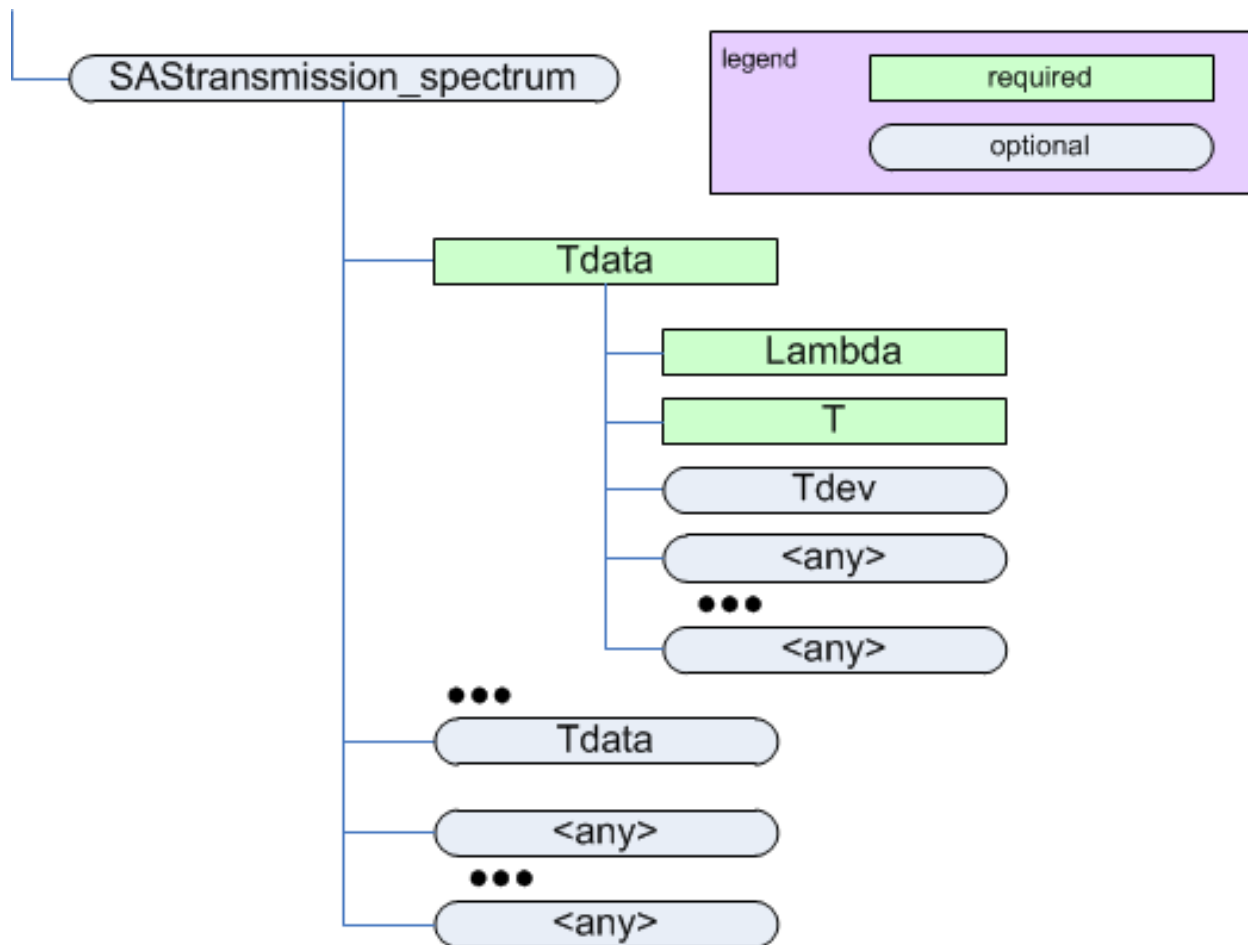 SAStransmission_spectrum
legend
required
optional
Tdata
Lambda
T
Tdev
<any>
<any>
Tdata
<any>
<any>